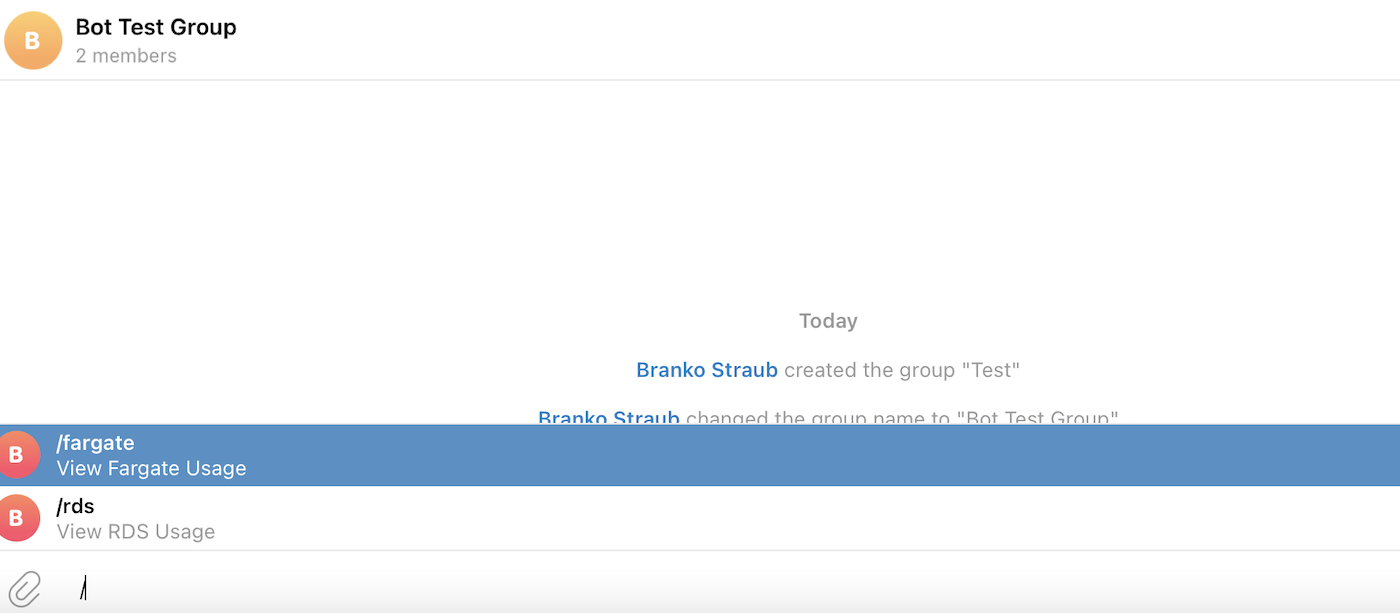 B
Bot Test Group
2 members
Today
Branko Straub created the group "Test"
Branko Straub changed the group name to "Bot Test Group"
B
/fargate
View Fargate Usage
B
/rds
View RDS Usage
/